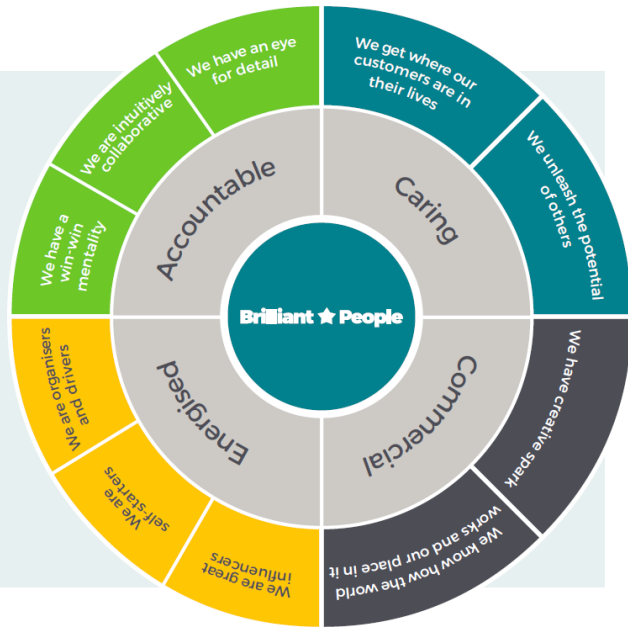 We have an eye
for detail
We get where our
customers are in
their lives
We are intuitively
collaborative
We unleash the potential
of others
Accountable
Caring
We have a
win-win
mentality
Brilliant People
We are organisers
and drivers
We have creative spark
Energised
Commercial
We are
self-starters
We are great
influencers
We know how the world
works and our place in it